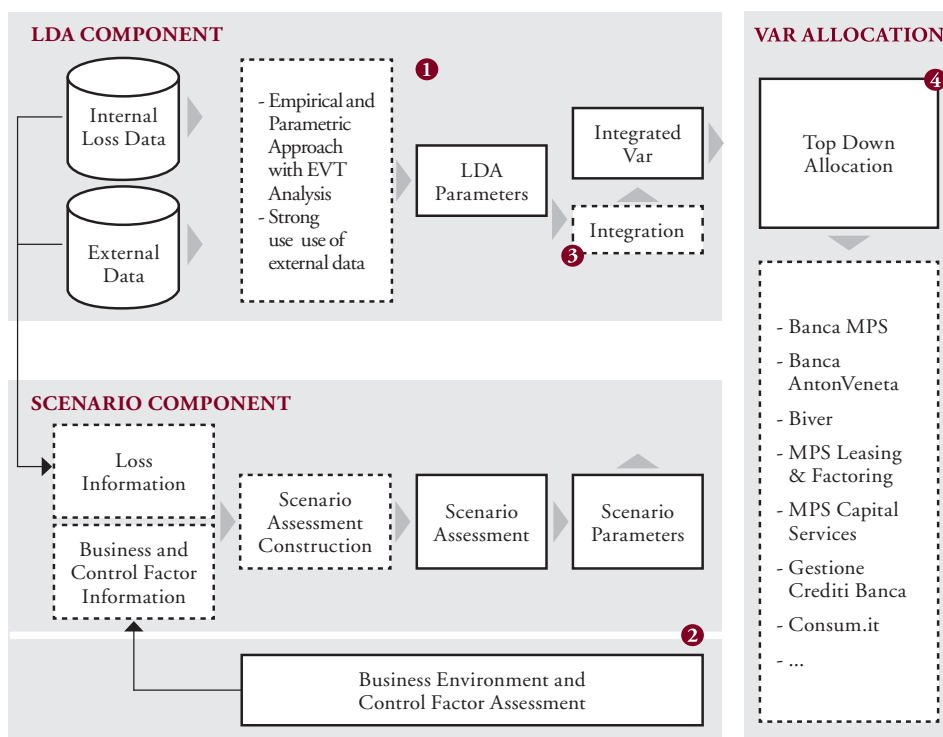 LDA COMPONENT
Internal
Loss Data
External
Data
1
- Empirical and
Parametric
Approach
with EVT
Analysis
- Strong
use use of
external data
LDA
Parameters
Integrated
Var
Integration
3
SCENARIO COMPONENT
Loss
Information
Business and
Control Factor
Information
Scenario
Assessment
Construction
Scenario
Assessment
Scenario
Parameters
2
Business Environment and
Control Factor Assessment
VAR ALLOCATION
4
Top Down
Allocation
- Banca MPS
- Banca
AntonVeneta
- Biver
- MPS Leasing
& Factoring
- MPS Capital
Services
- Gestione
Crediti Banca
- Consum.it
- ...